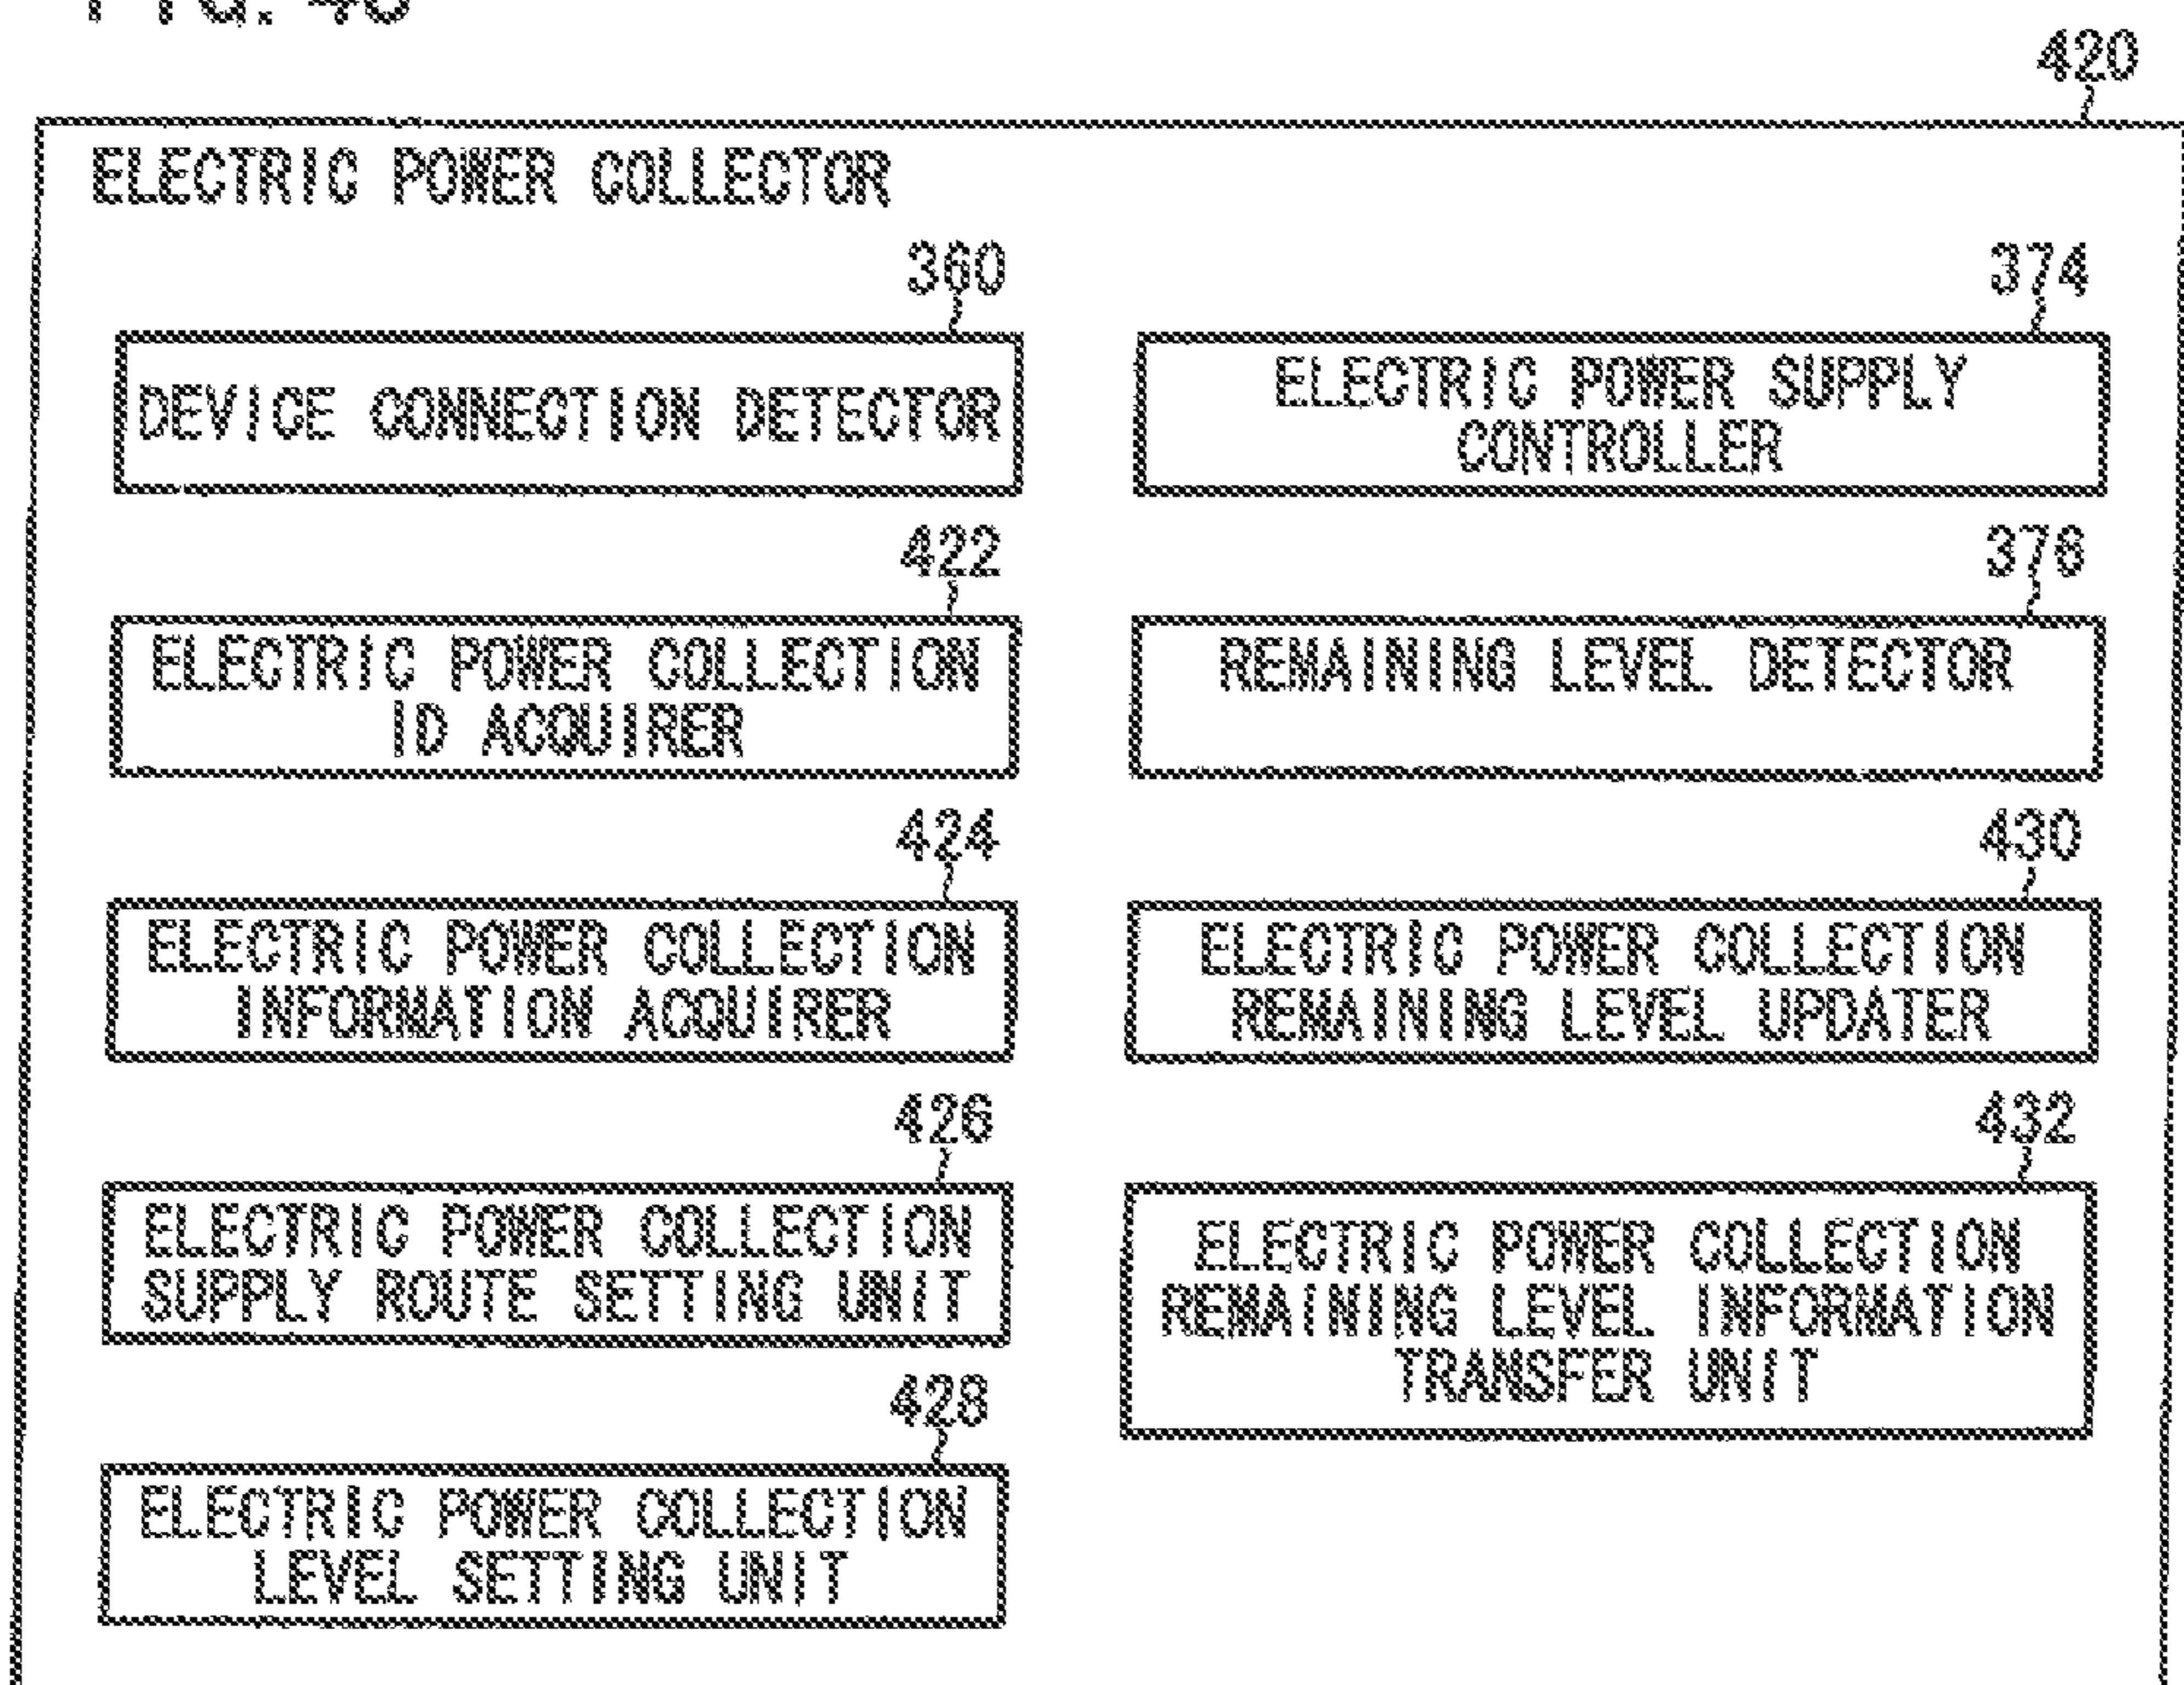 420
ELECTRIC POWER COLLECTOR
360
DEVICE CONNECTION DETECTOR
422
ELECTRIC POWER COLLECTION
ID ACQUIRER
424
ELECTRIC POWER COLLECTION
INFORMATION ACQUIRER
426
ELECTRIC POWER COLLECTION
SUPPLY ROUTE SETTING UNIT
428
ELECTRIC POWER COLLECTION
LEVEL SETTING UNIT
374
ELECTRIC POWER SUPPLY
CONTROLLER
376
REMAINING LEVEL DETECTOR
430
ELECTRIC POWER COLLECTION
REMAINING LEVEL UPDATER
432
ELECTRIC POWER COLLECTION
REMAINING LEVEL INFORMATION
TRANSFER UNIT